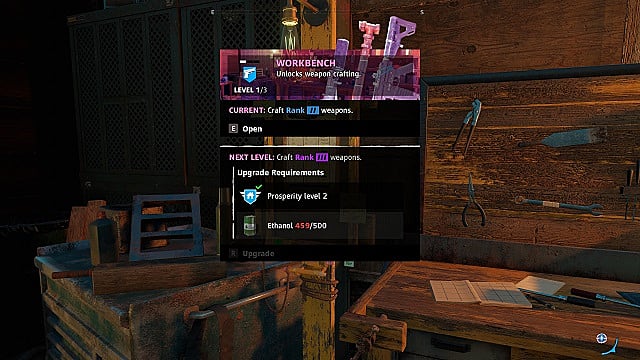 WORKBENCH
Unlocks weapon crafting.
LEVEL 1/3
CURRENT: Craft Rank II weapons.
E Open
NEXT LEVEL: Craft Rank III weapons.
Upgrade Requirements
Prosperity level 2
Ethanol 459/500
R Upgrade